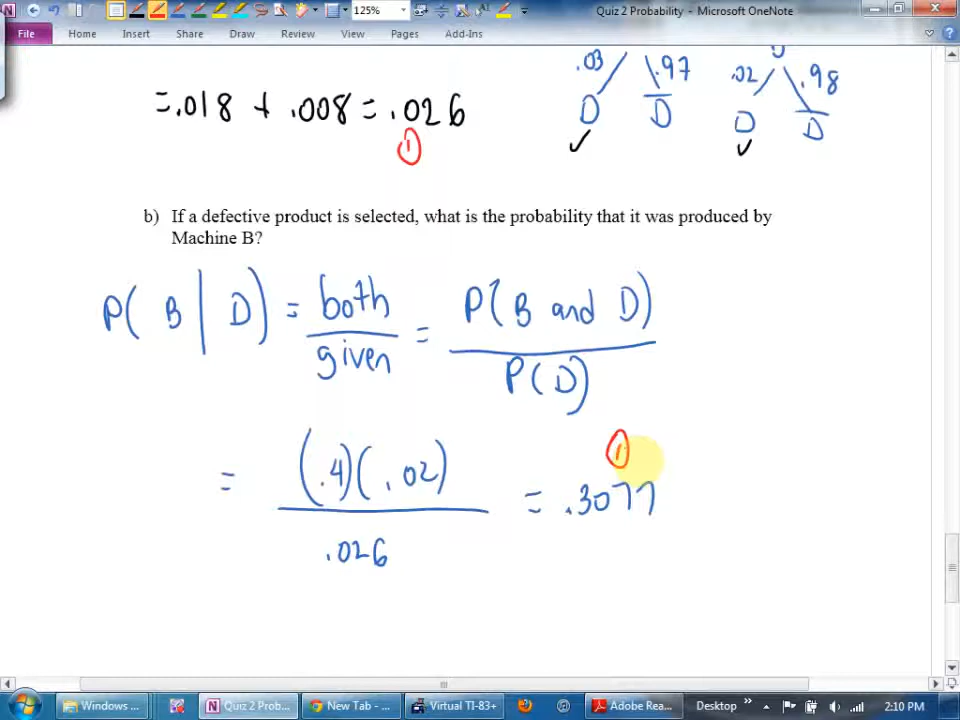 125%
Quiz 2 Probability - Microsoft OneNote
File Home Insert Share Draw Review View Pages Add-Ins
.03 .97 .02 .98
=.018 + .008 = .026
D D D D
1
b) If a defective product is selected, what is the probability that it was produced by
Machine B?
P( B | D) = both/given = P(B and D)/P(D)
= (.4)(.02)/.026 = .3077
1
Windows ... Quiz 2 Prob... New Tab - ... Virtual TI-83+ Adobe Rea... Desktop 2:10 PM